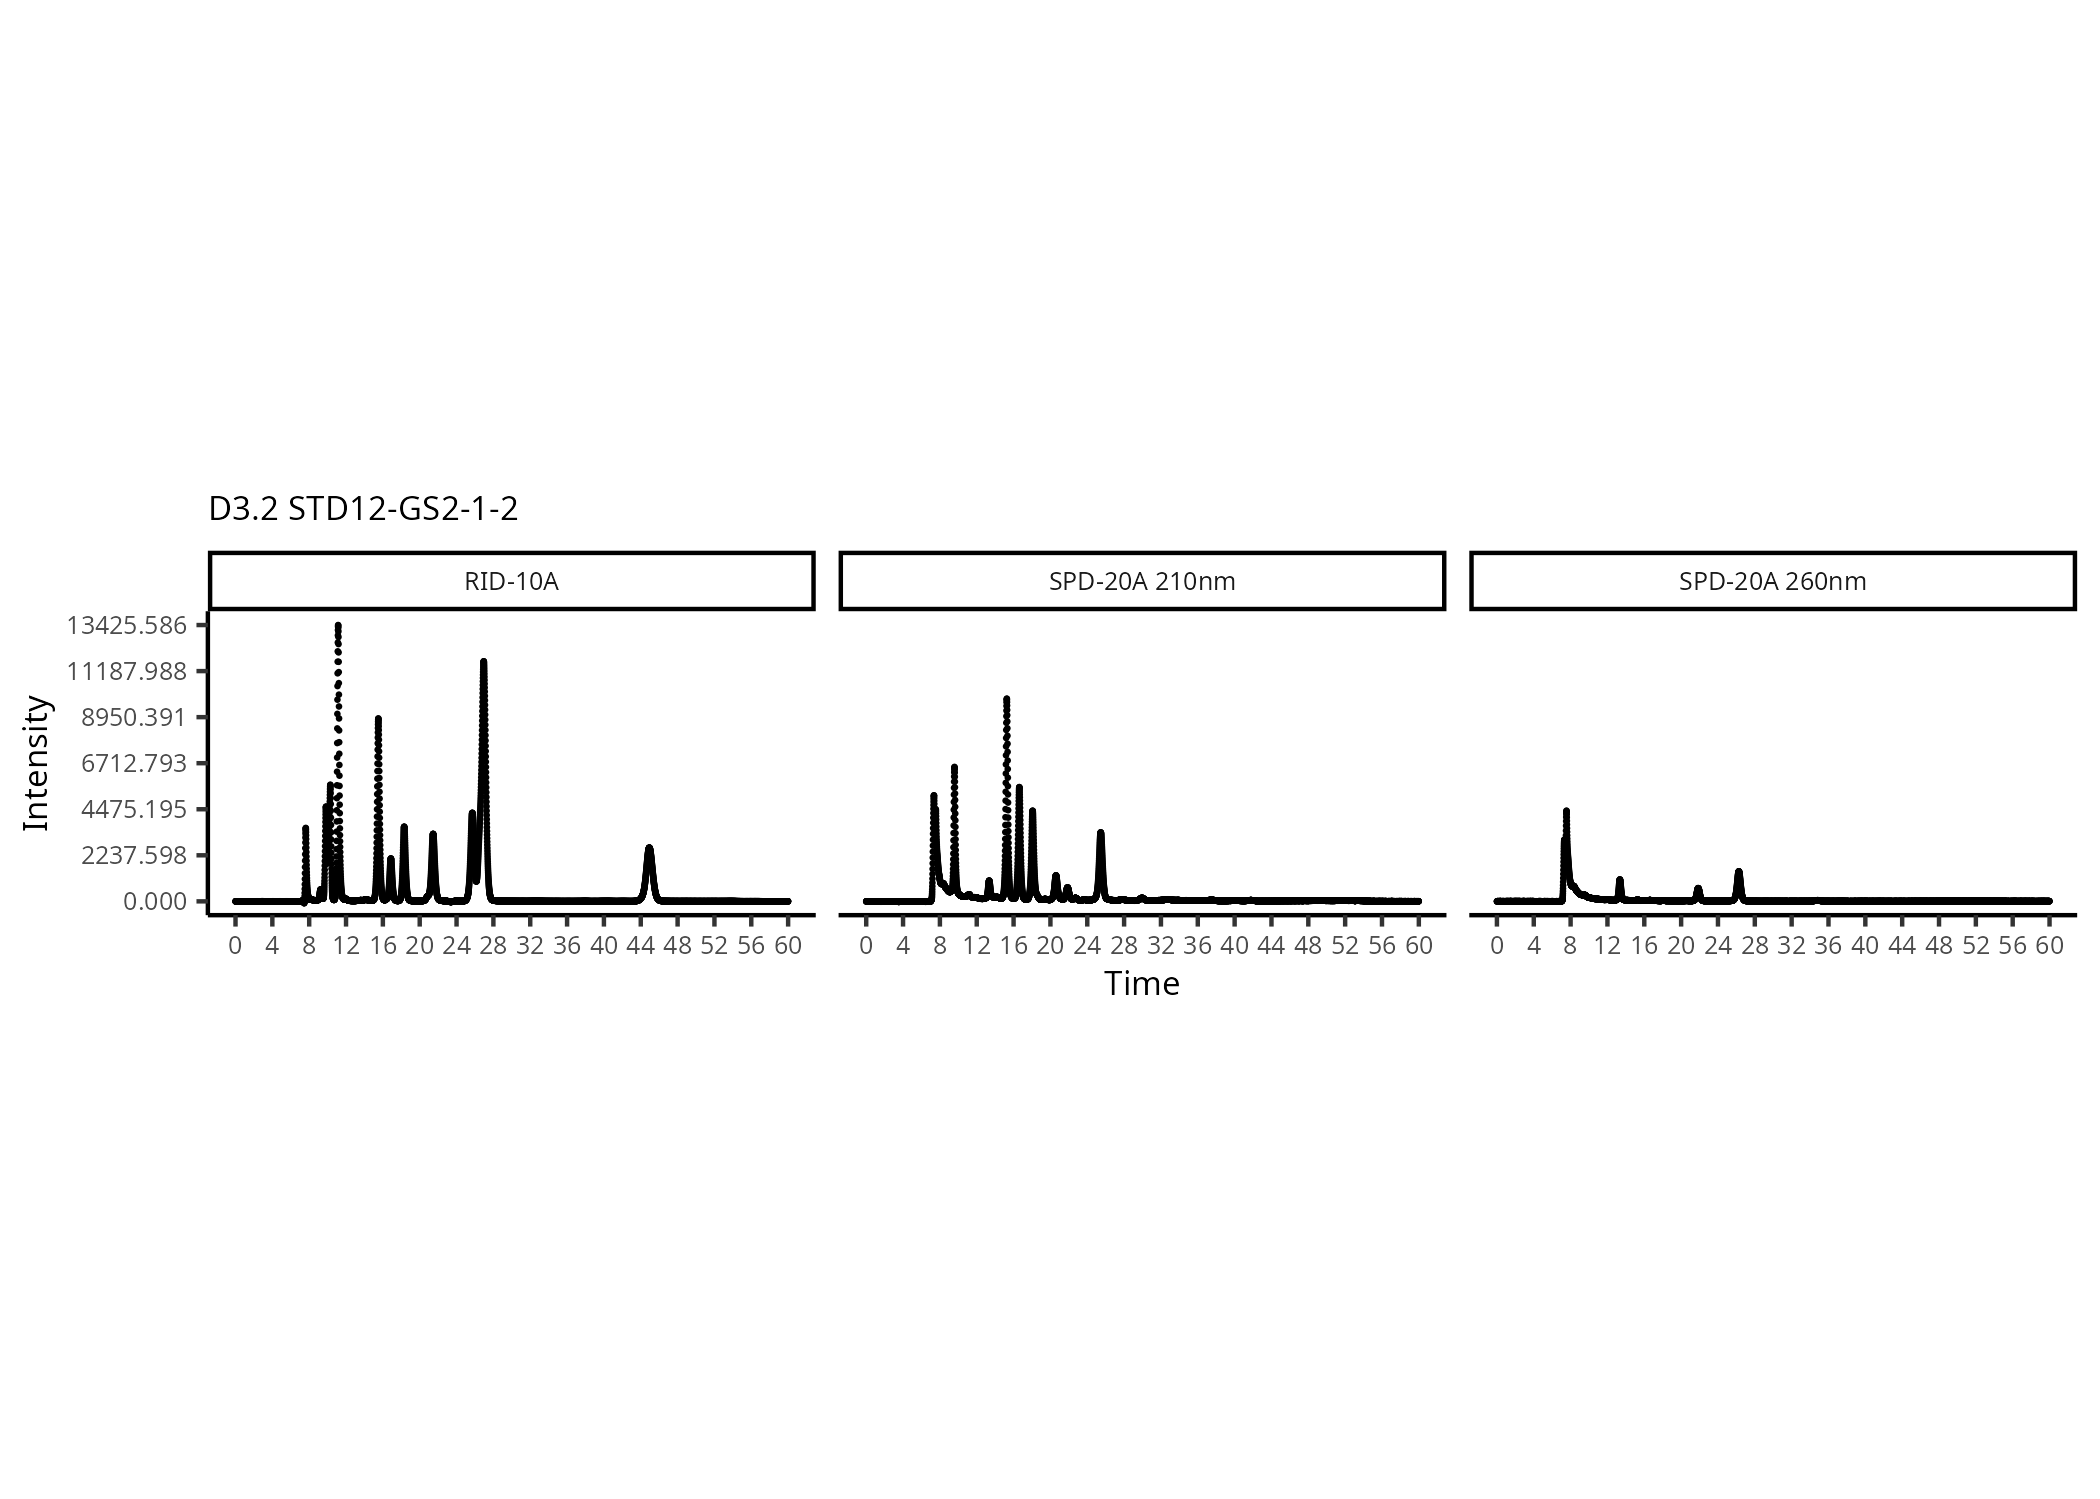 D3.2 STD12-GS2-1-2
RID-10A
SPD-20A 210nm
SPD-20A 260nm
Intensity
13425.586
11187.988
8950.391
6712.793
4475.195
2237.598
0.000
0 4 8 12 16 20 24 28 32 36 40 44 48 52 56 60
0 4 8 12 16 20 24 28 32 36 40 44 48 52 56 60
0 4 8 12 16 20 24 28 32 36 40 44 48 52 56 60
Time